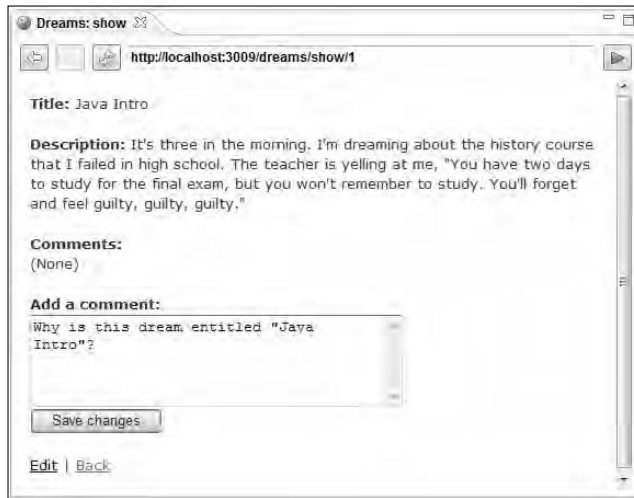 Dreams: show
http://localhost:3009/dreams/show/1
Title: Java Intro
Description: It's three in the morning. I'm dreaming about the history course
that I failed in high school. The teacher is yelling at me, "You have two days
to study for the final exam, but you won't remember to study. You'll forget
and feel guilty, guilty, guilty."
Comments:
(None)
Add a comment:
Why is this dream entitled "Java
Intro"?
Save changes
Edit | Back